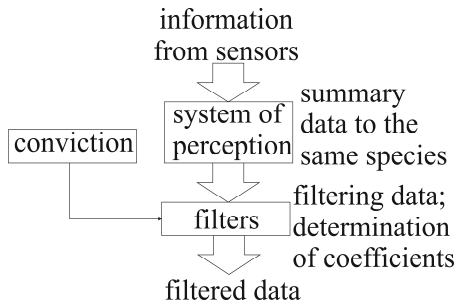 information
from sensors
system of
perception
summary
data to the
same species
conviction
filters
filtering data;
determination
of coefficients
filtered data